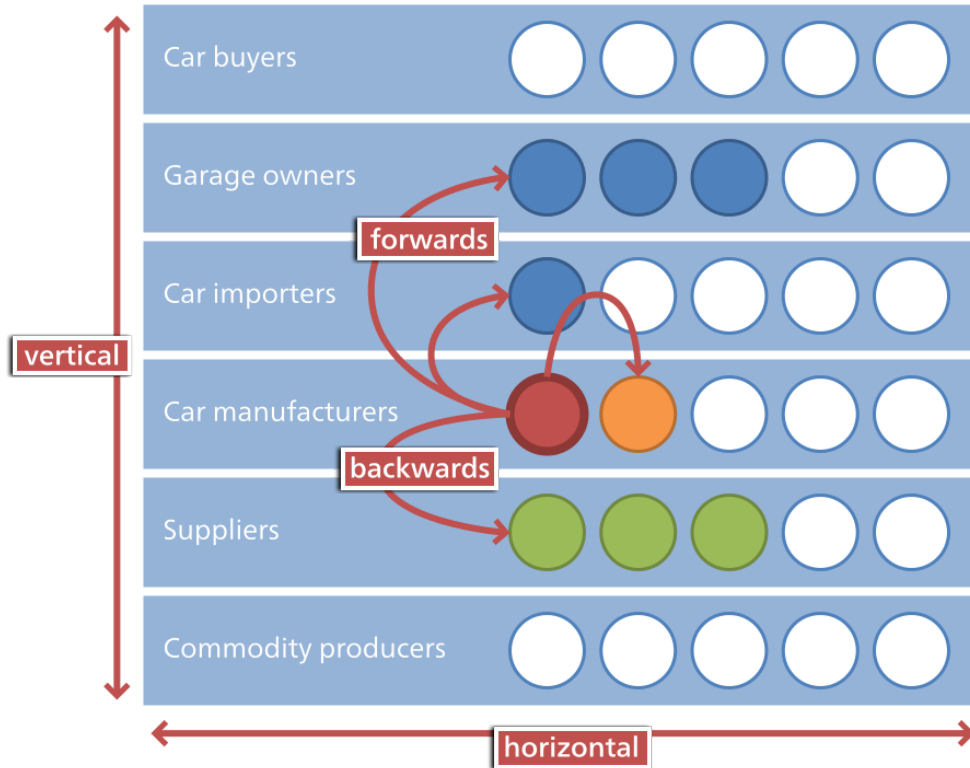 Car buyers
Garage owners
forwards
Car importers
vertical
Car manufacturers
backwards
Suppliers
Commodity producers
horizontal